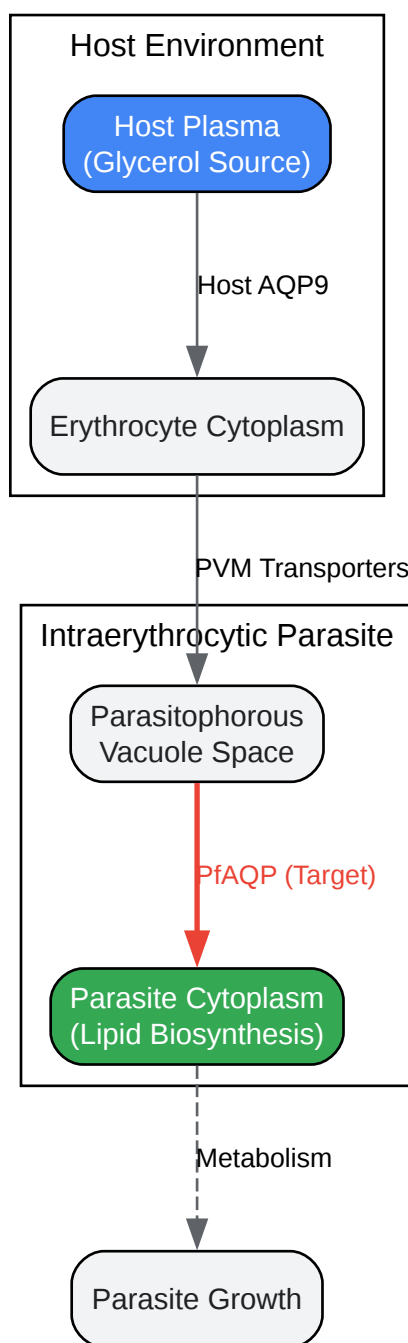 Host Environment
Host Plasma
(Glycerol Source)
Host AQP9
Erythrocyte Cytoplasm
PVM Transporters
Intraerythrocytic Parasite
Parasitophorous
Vacuole Space
PfAQP (Target)
Parasite Cytoplasm
(Lipid Biosynthesis)
Metabolism
Parasite Growth